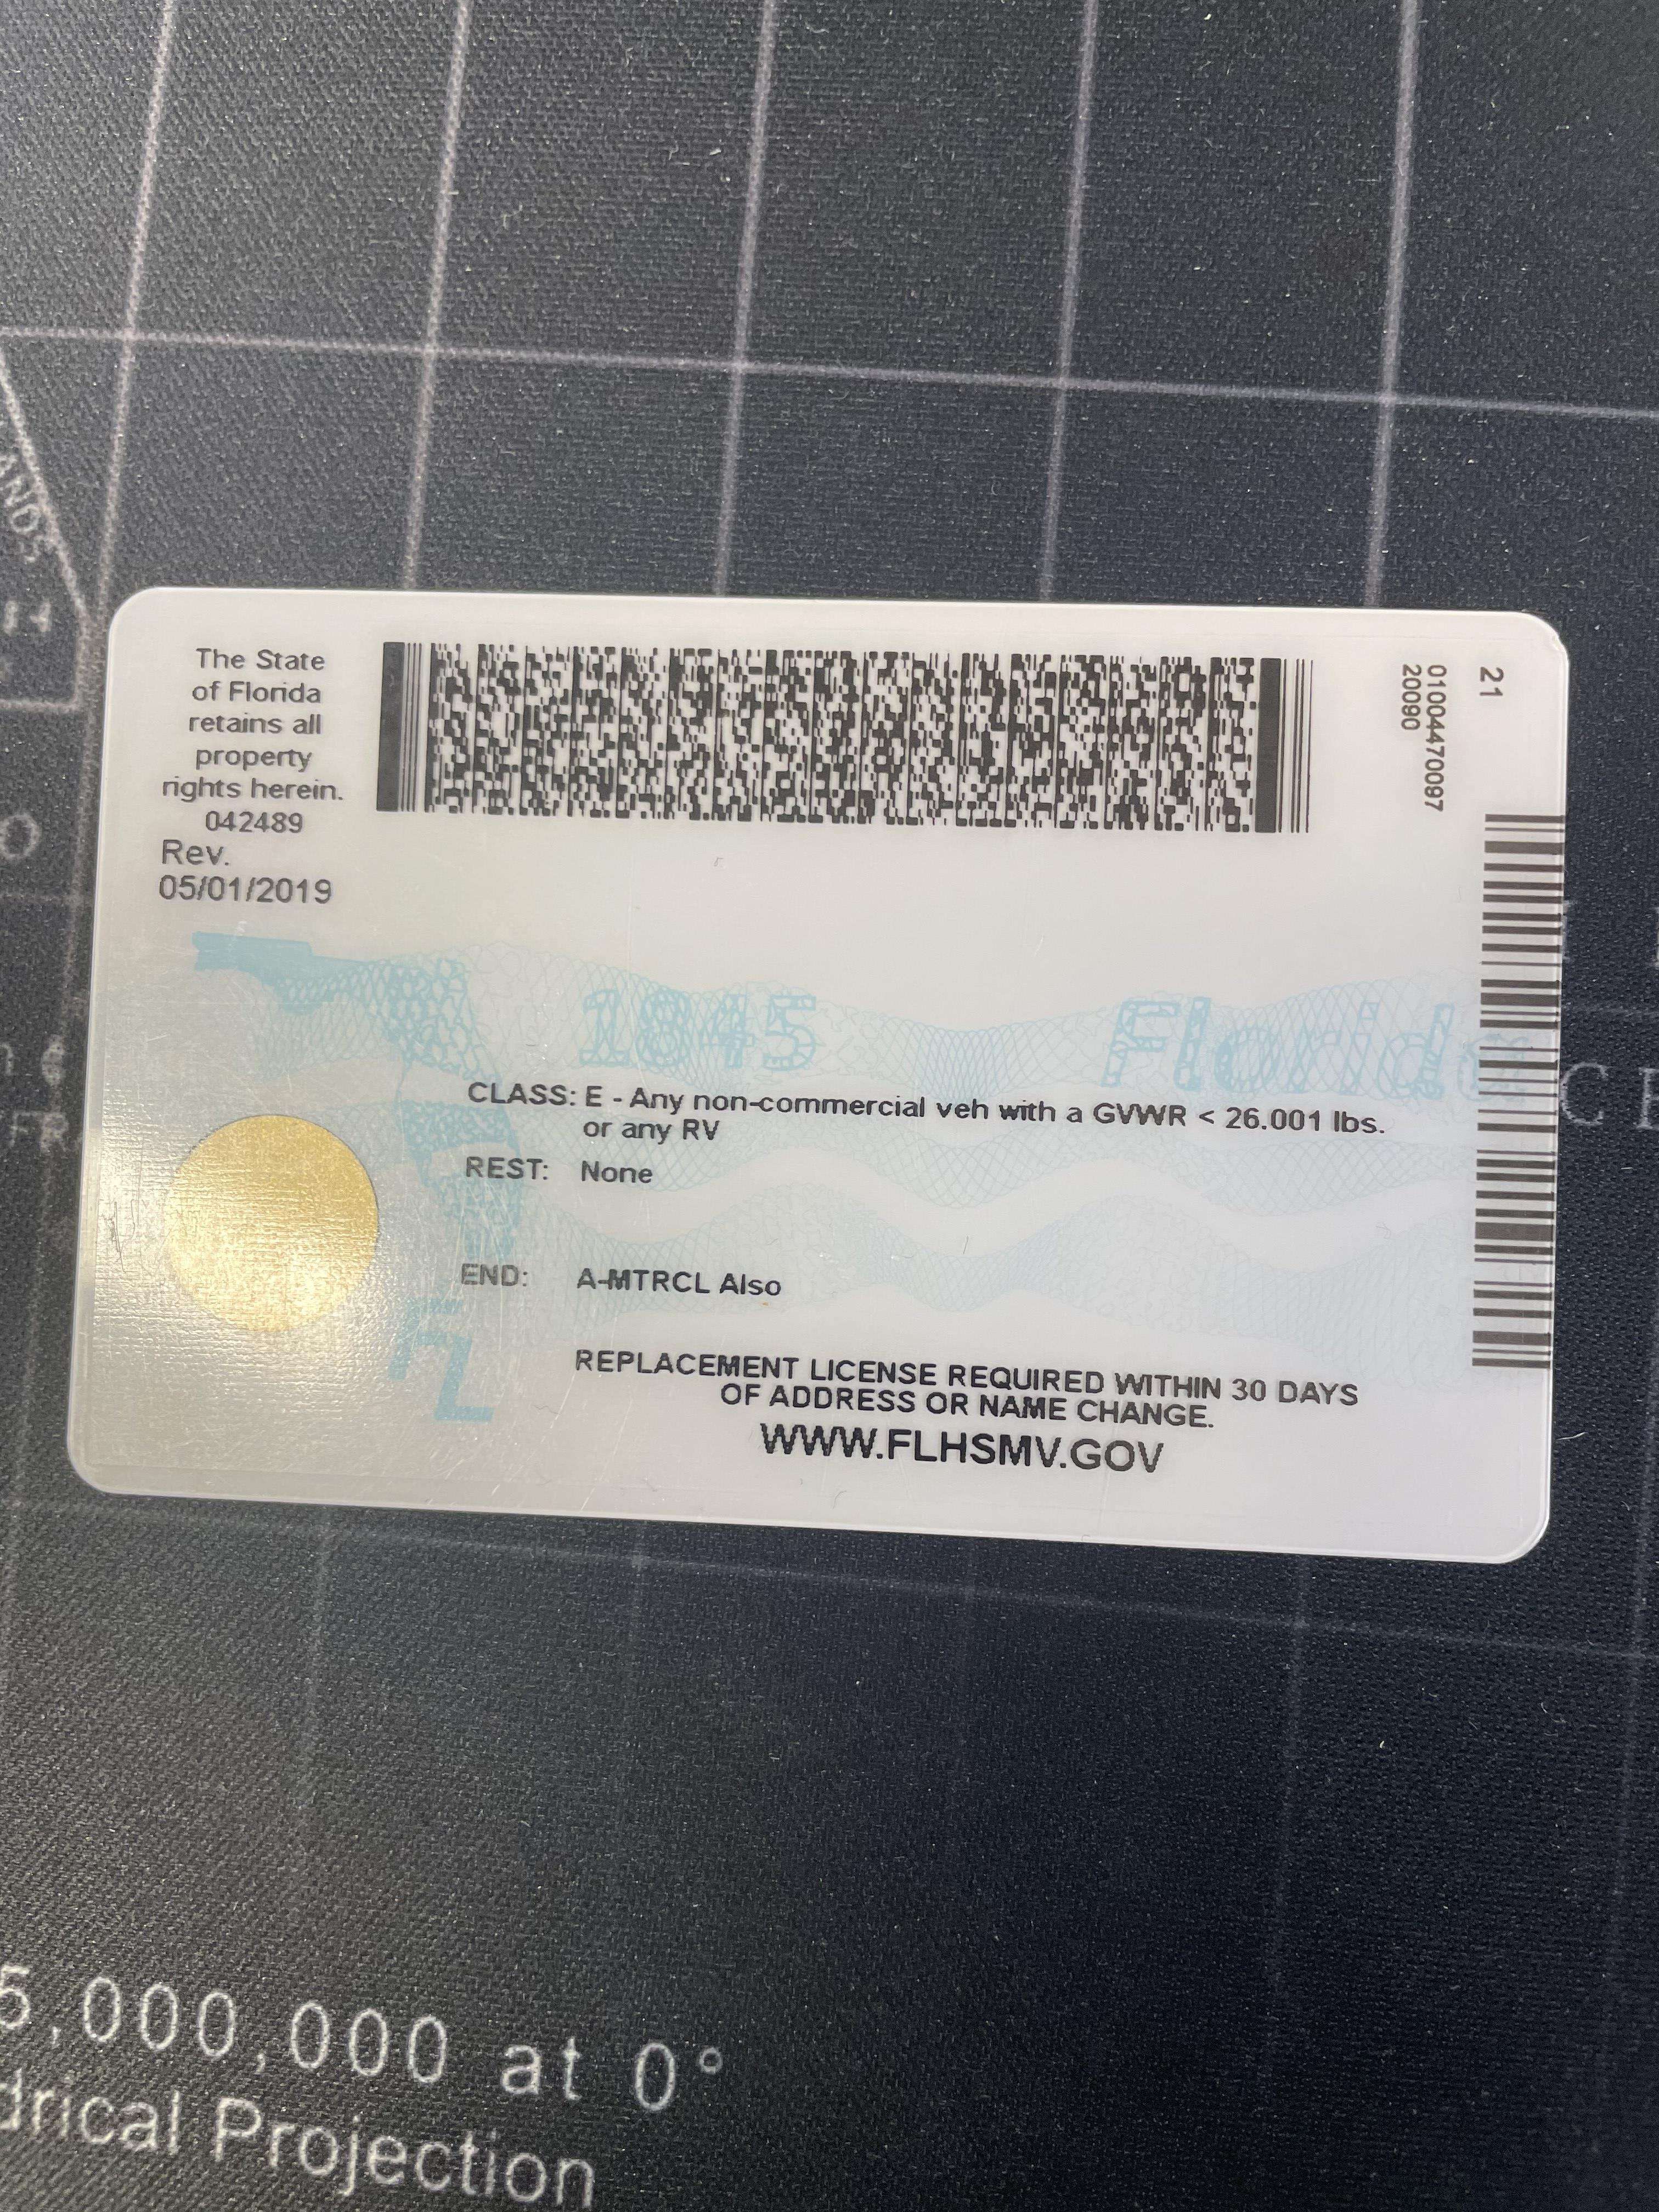 The State
of Florida
retains all
property
rights herein.
042489
Rev.
05/01/2019
20090
01004470097
21
1845 Florida
CLASS: E - Any non-commercial veh with a GVWR < 26.001 lbs.
or any RV
REST: None
END: A-MTRCL Also
FL
REPLACEMENT LICENSE REQUIRED WITHIN 30 DAYS
OF ADDRESS OR NAME CHANGE.
WWW.FLHSMV.GOV
5,000,000 at 0°
drical Projection